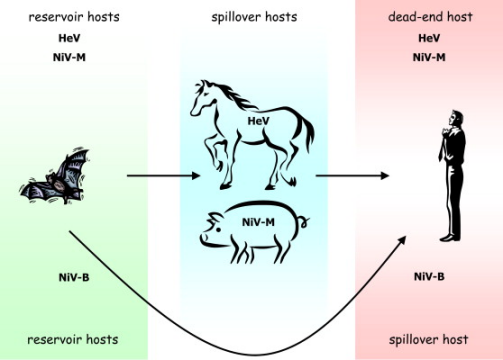 reservoir hosts
HeV
NiV-M
spillover hosts
dead-end host
HeV
NiV-M
HeV
NiV-M
NiV-B
NiV-B
reservoir hosts
spillover host